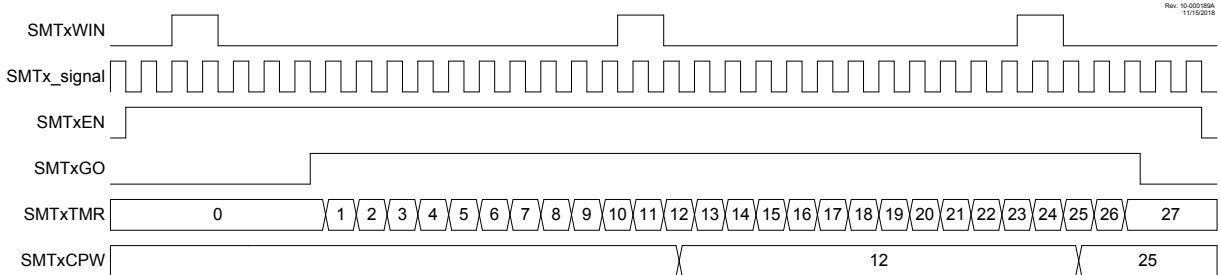 Rev. 10-000189A
11/15/2018
SMTxWIN
SMTx_signal
SMTxEN
SMTxGO
SMTxTMR 0 1 2 3 4 5 6 7 8 9 10 11 12 13 14 15 16 17 18 19 20 21 22 23 24 25 26 27
SMTxCPW 12 25